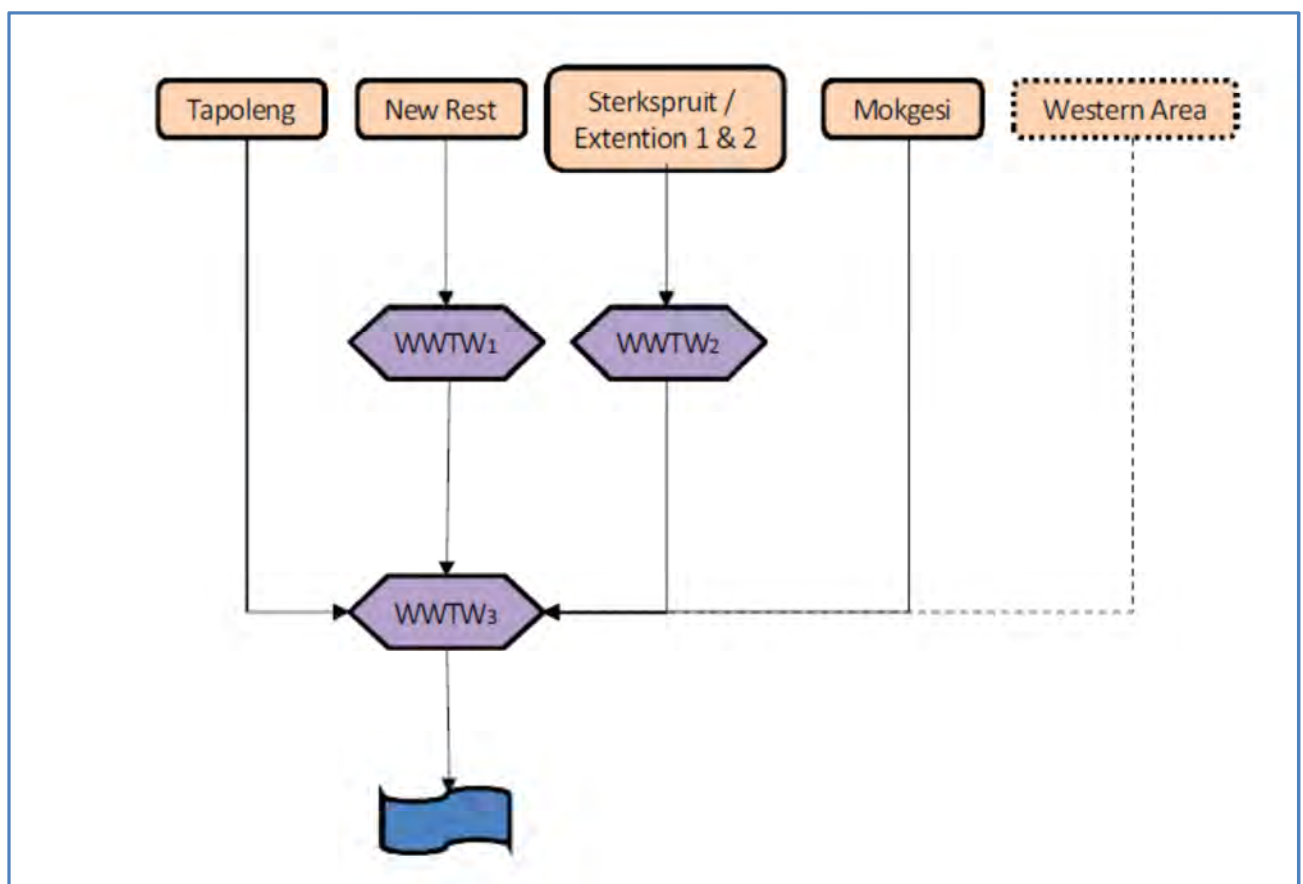 Tapoleng
New Rest
Sterkspruit /
Extention 1 & 2
Mokgesi
Western Area
WWTW₁
WWTW₂
WWTW₃